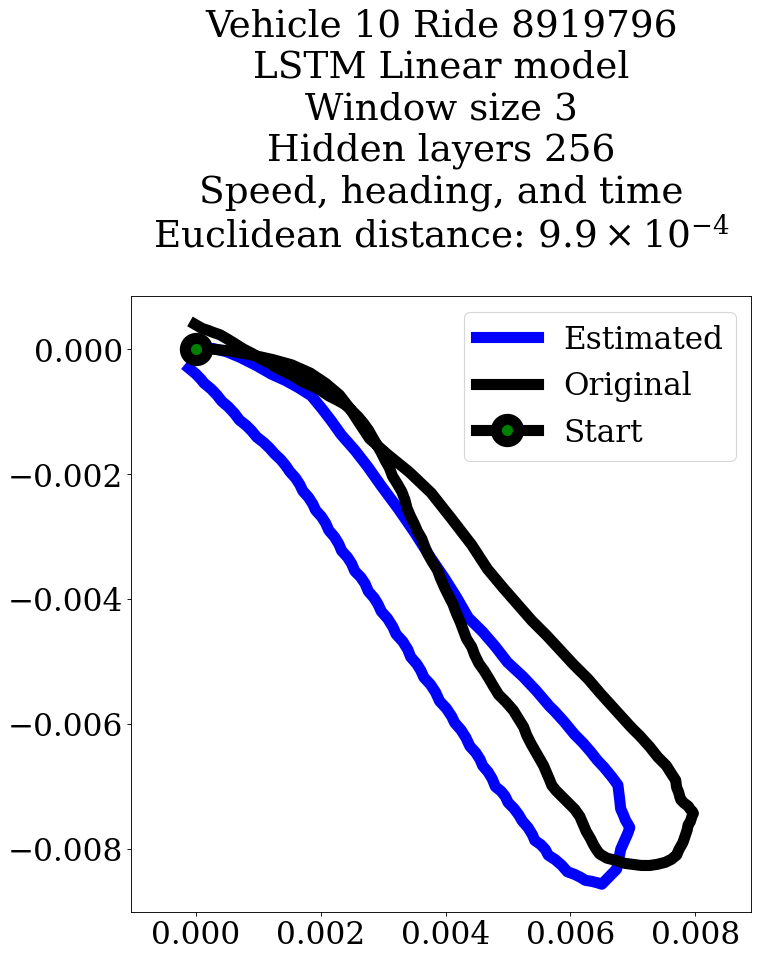 Vehicle 10 Ride 8919796
LSTM Linear model
Window size 3
Hidden layers 256
Speed, heading, and time
Euclidean distance: 9.9 × 10⁻⁴
Estimated
Original
Start
0.000
−0.002
−0.004
−0.006
−0.008
0.000 0.002 0.004 0.006 0.008